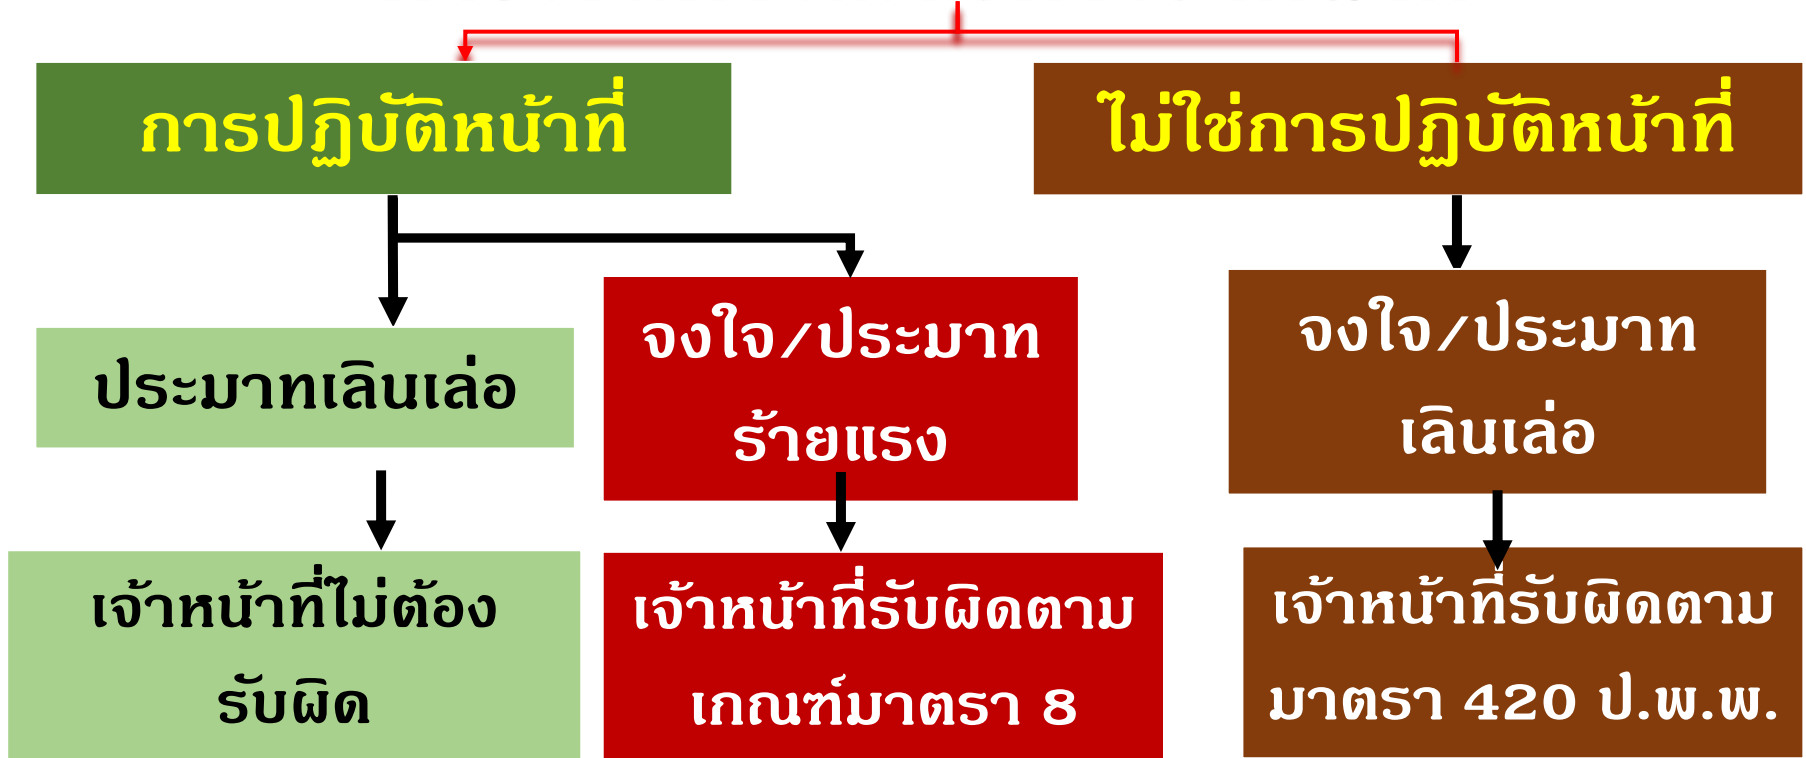 การปฏิบัติหน้าที่
ไม่ใช่การปฏิบัติหน้าที่
ประมาทเลินเล่อ
จงใจ/ประมาท
ร้ายแรง
จงใจ/ประมาท
เลินเล่อ
เจ้าหน้าที่ไม่ต้อง
รับผิด
เจ้าหน้าที่รับผิดตาม
เกณฑ์มาตรา 8
เจ้าหน้าที่รับผิดตาม
มาตรา 420 ป.พ.พ.